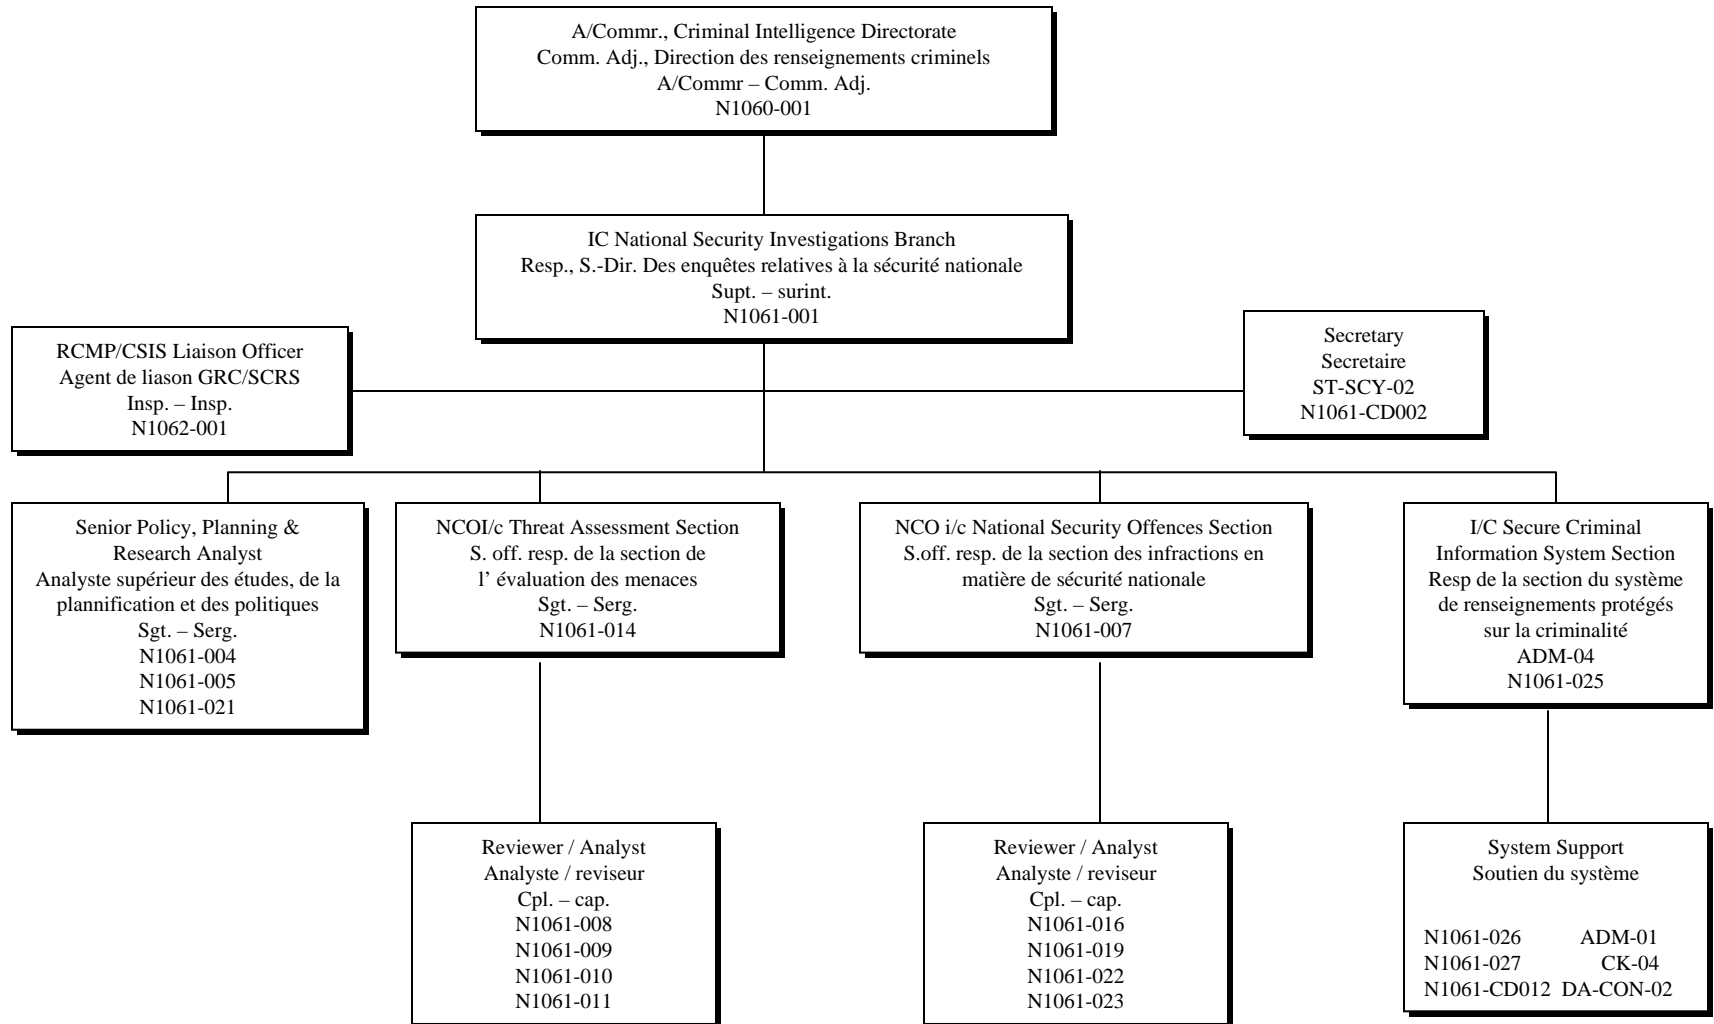 A/Commr., Criminal Intelligence Directorate
Comm. Adj., Direction des renseignements criminels
A/Commr – Comm. Adj.
N1060-001
IC National Security Investigations Branch
Resp., S.-Dir. Des enquêtes relatives à la sécurité nationale
Supt. – surint.
N1061-001
RCMP/CSIS Liaison Officer
Agent de liason GRC/SCRS
Insp. – Insp.
N1062-001
Secretary
Secretaire
ST-SCY-02
N1061-CD002
Senior Policy, Planning &
Research Analyst
Analyste supérieur des études, de la
plannification et des politiques
Sgt. – Serg.
N1061-004
N1061-005
N1061-021
NCOI/c Threat Assessment Section
S. off. resp. de la section de
l' évaluation des menaces
Sgt. – Serg.
N1061-014
NCO i/c National Security Offences Section
S.off. resp. de la section des infractions en
matière de sécurité nationale
Sgt. – Serg.
N1061-007
I/C Secure Criminal
Information System Section
Resp de la section du système
de renseignements protégés
sur la criminalité
ADM-04
N1061-025
Reviewer / Analyst
Analyste / reviseur
Cpl. – cap.
N1061-008
N1061-009
N1061-010
N1061-011
Reviewer / Analyst
Analyste / reviseur
Cpl. – cap.
N1061-016
N1061-019
N1061-022
N1061-023
System Support
Soutien du système
N1061-026 ADM-01
N1061-027 CK-04
N1061-CD012 DA-CON-02